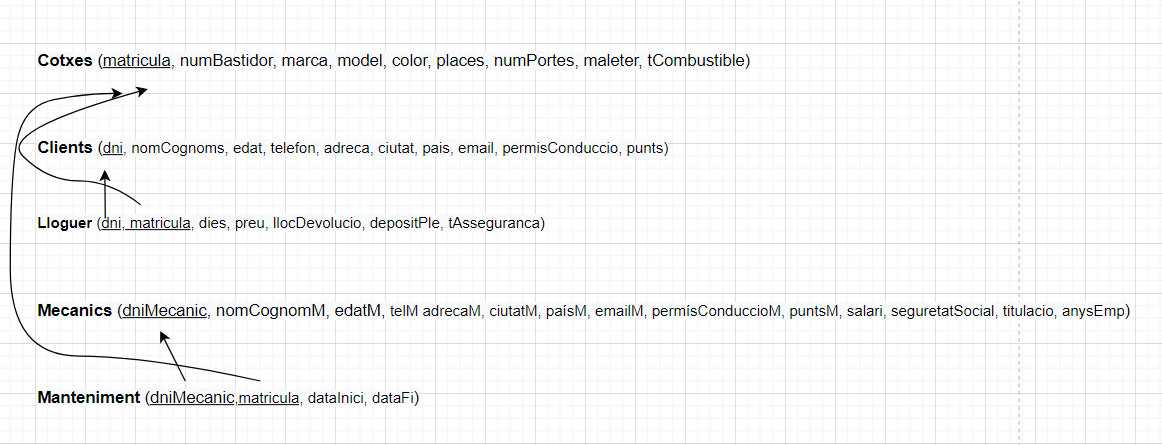 Cotxes (matricula, numBastidor, marca, model, color, places, numPortes, maleter, tCombustible)
Clients (dni, nomCognoms, edat, telefon, adreca, ciutat, pais, email, permisConduccio, punts)
Lloguer (dni, matricula, dies, preu, llocDevolucio, depositPle, tAsseguranca)
Mecanics (dniMecanic, nomCognomM, edatM, telM adrecaM, ciutatM, paísM, emailM, permísConduccioM, puntsM, salari, seguretatSocial, titulacio, anysEmp)
Manteniment (dniMecanic,matricula, dataInici, dataFi)